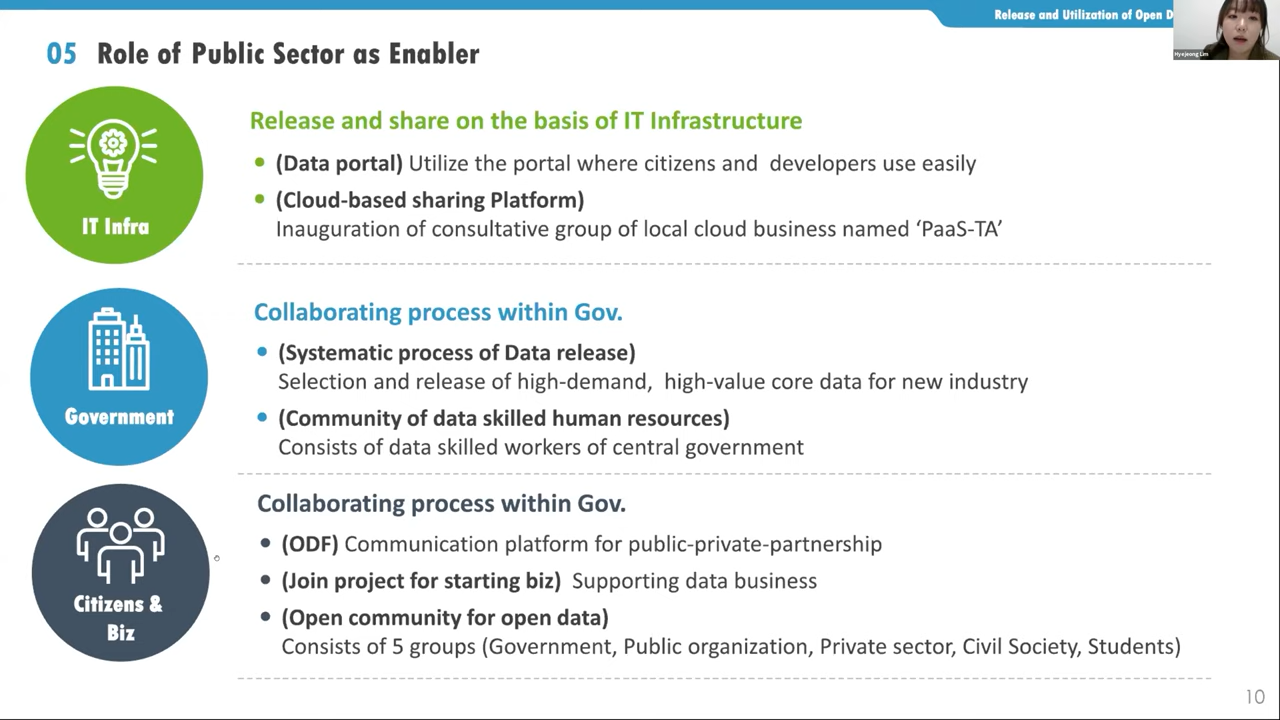 Release and Utilization of Open D
Hyejeong Lim
05 Role of Public Sector as Enabler
IT Infra
Release and share on the basis of IT Infrastructure
(Data portal) Utilize the portal where citizens and developers use easily
(Cloud-based sharing Platform)
Inauguration of consultative group of local cloud business named ‘PaaS-TA’
Government
Collaborating process within Gov.
(Systematic process of Data release)
Selection and release of high-demand, high-value core data for new industry
(Community of data skilled human resources)
Consists of data skilled workers of central government
Citizens &
Biz
Collaborating process within Gov.
(ODF) Communication platform for public-private-partnership
(Join project for starting biz) Supporting data business
(Open community for open data)
Consists of 5 groups (Government, Public organization, Private sector, Civil Society, Students)
10